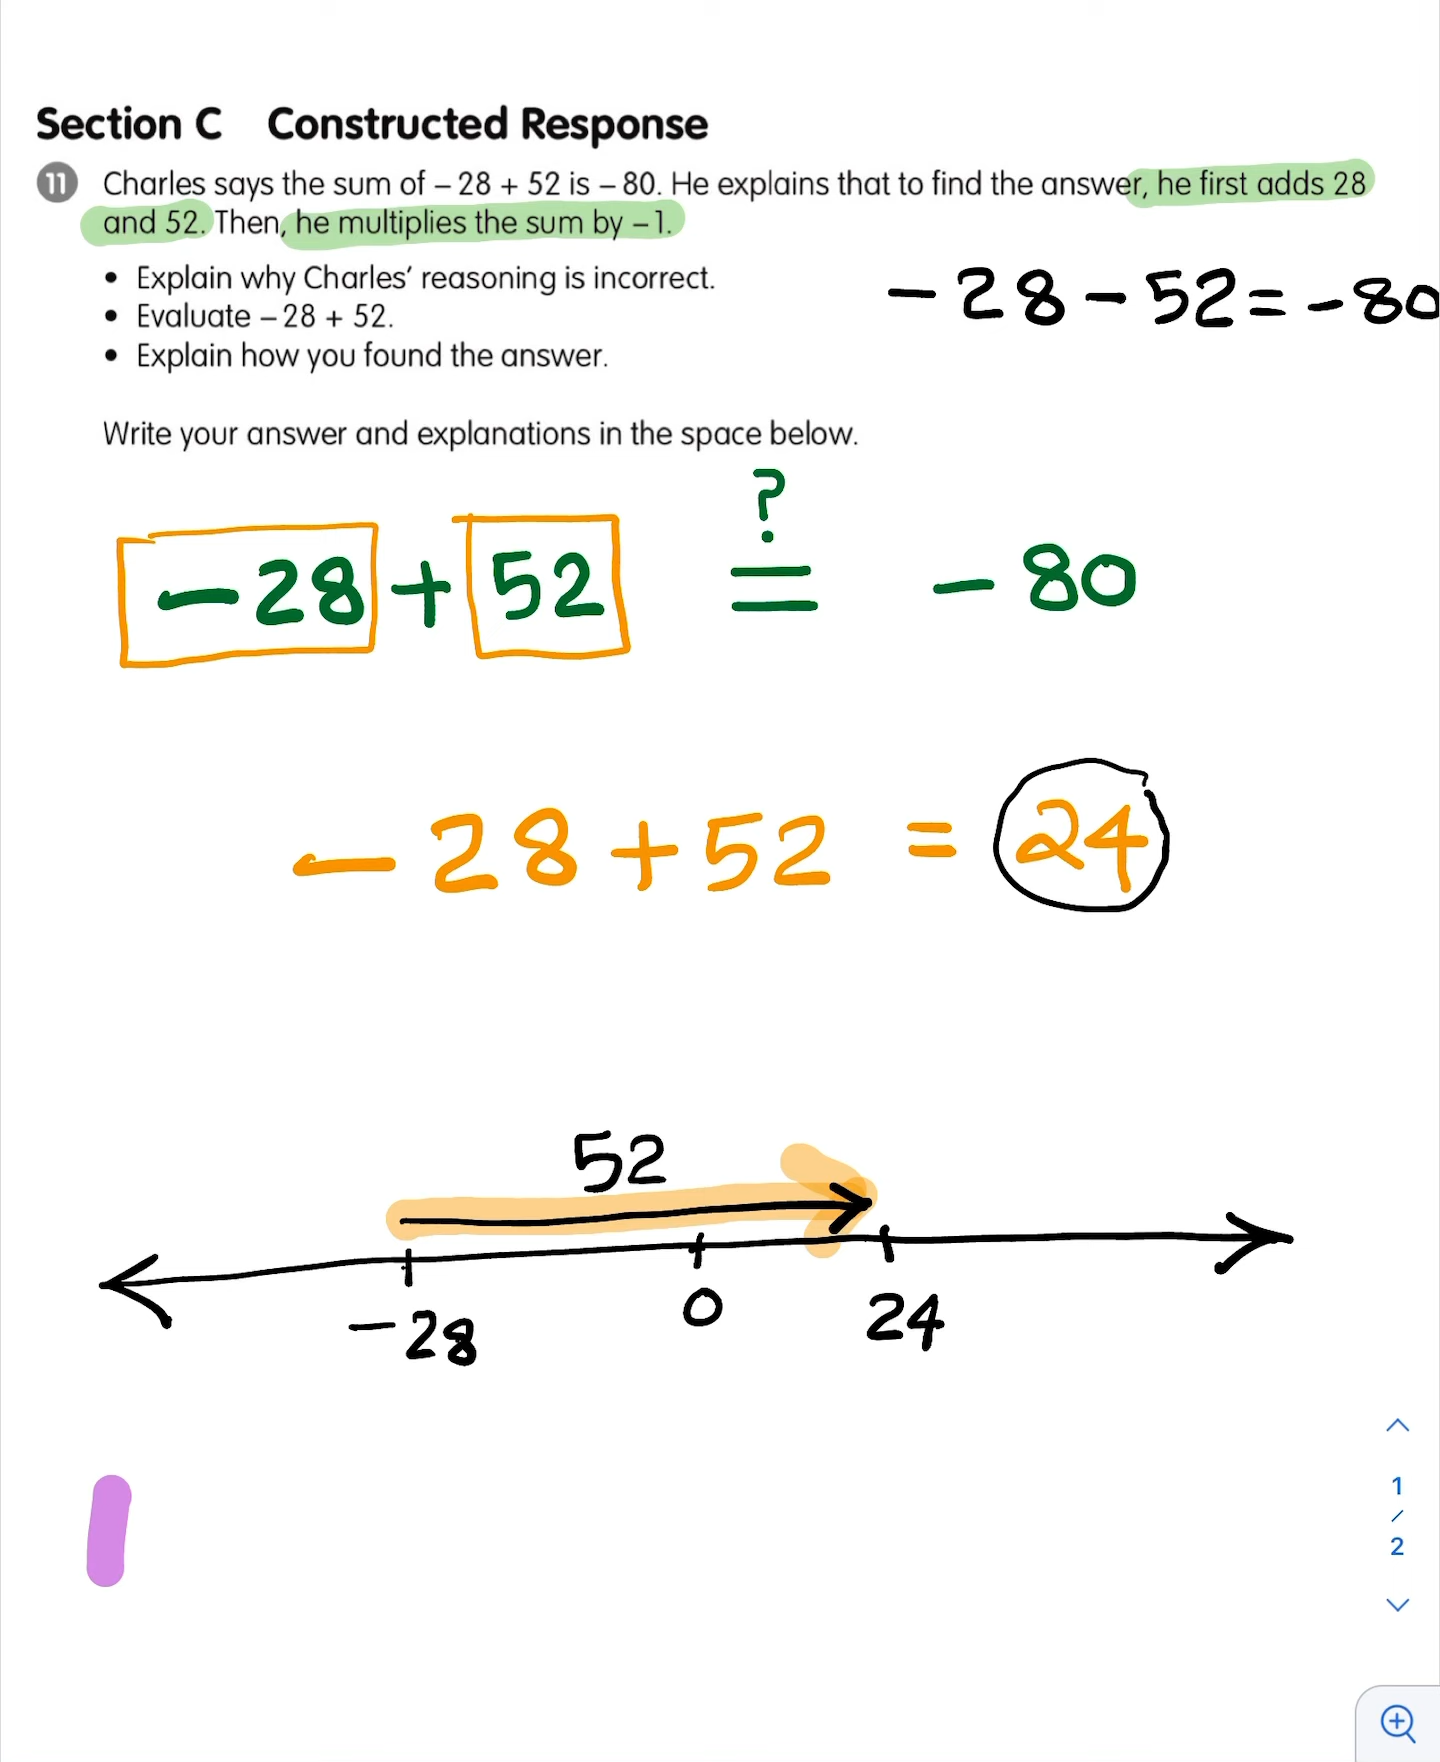 Section C Constructed Response
11 Charles says the sum of – 28 + 52 is – 80. He explains that to find the answer, he first adds 28
and 52. Then, he multiplies the sum by – 1.
• Explain why Charles’ reasoning is incorrect.
• Evaluate – 28 + 52.
• Explain how you found the answer.
-28-52=-80
Write your answer and explanations in the space below.
?
-28+52 = -80
-28+52 = 24
52
-28 0 24
1
/
2